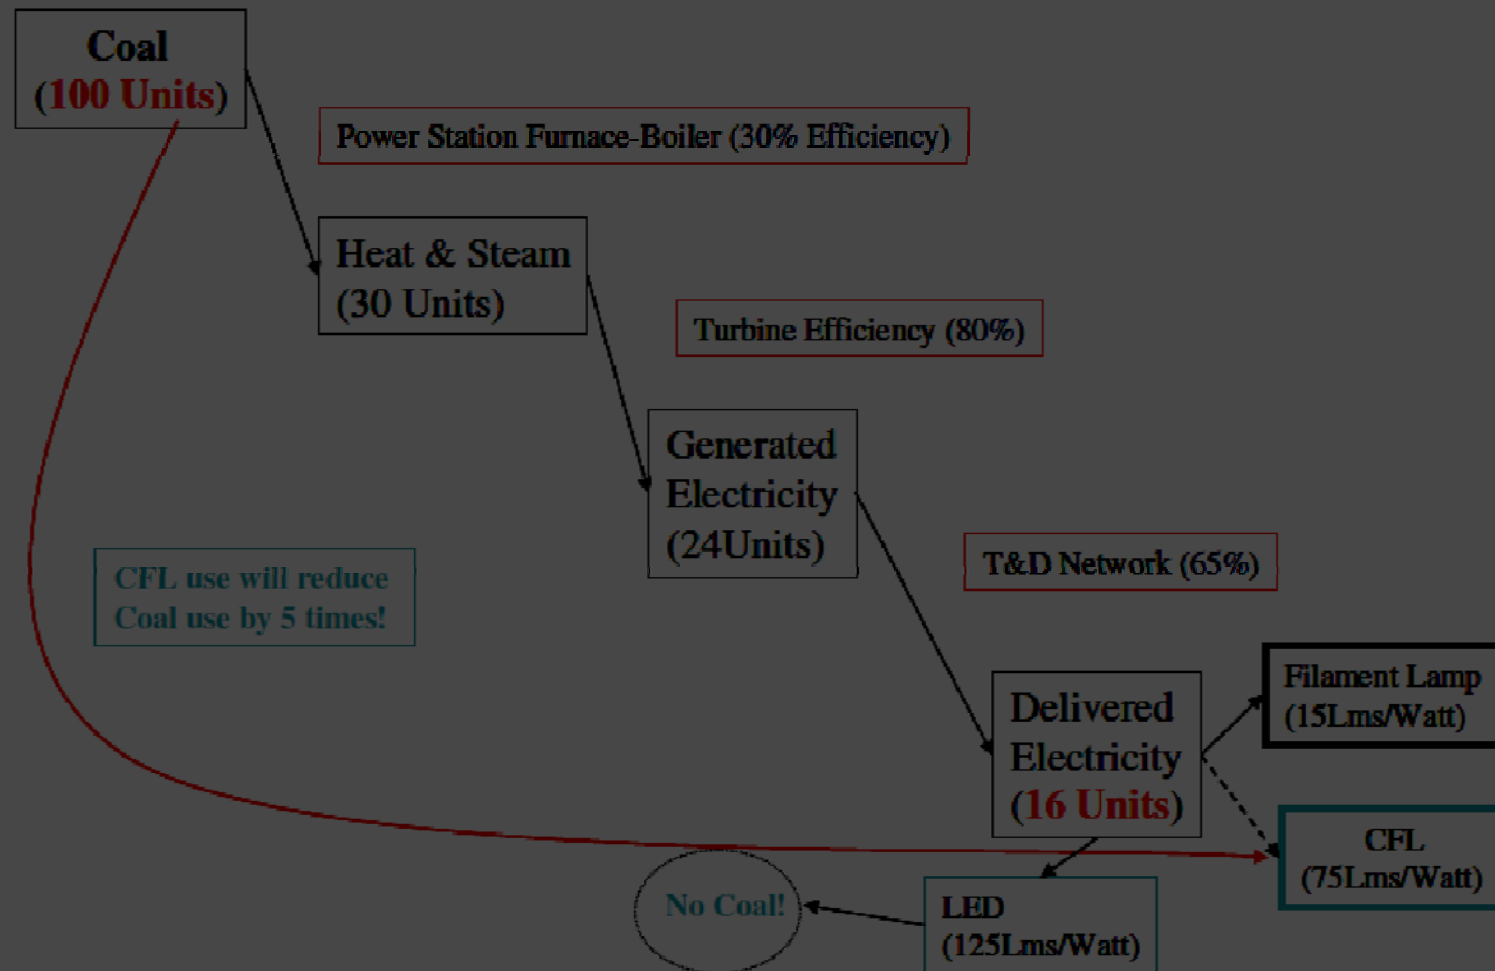 Coal
(100 Units)
Power Station Furnace-Boiler (30% Efficiency)
Heat & Steam
(30 Units)
Turbine Efficiency (80%)
Generated
Electricity
(24Units)
T&D Network (65%)
CFL use will reduce
Coal use by 5 times!
Delivered
Electricity
(16 Units)
Filament Lamp
(15Lms/Watt)
CFL
(75Lms/Watt)
No Coal!
LED
(125Lms/Watt)